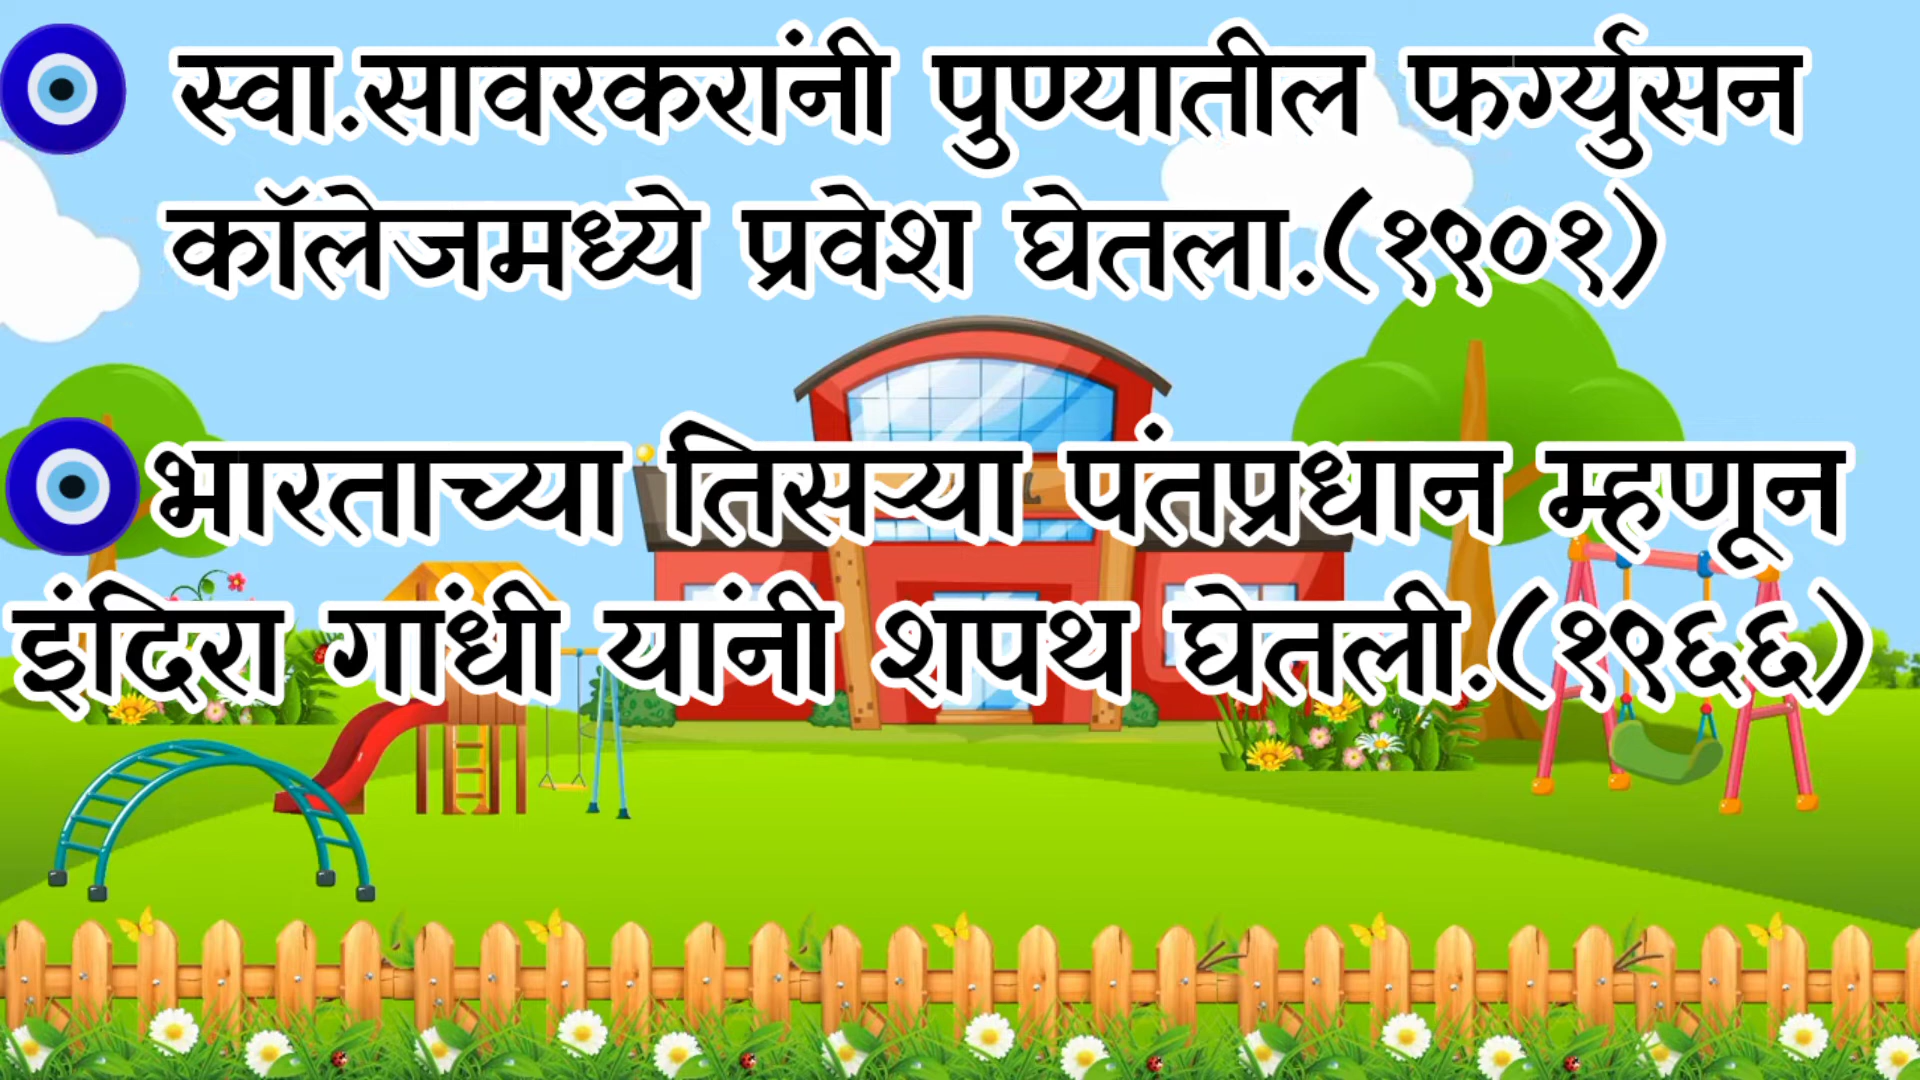 स्वा.सावरकरांनी पुण्यातील फर्ग्युसन
कॉलेजमध्ये प्रवेश घेतला.(१९०१)
भारताच्या तिसऱ्या पंतप्रधान म्हणून
इंदिरा गांधी यांनी शपथ घेतली.(१९६६)